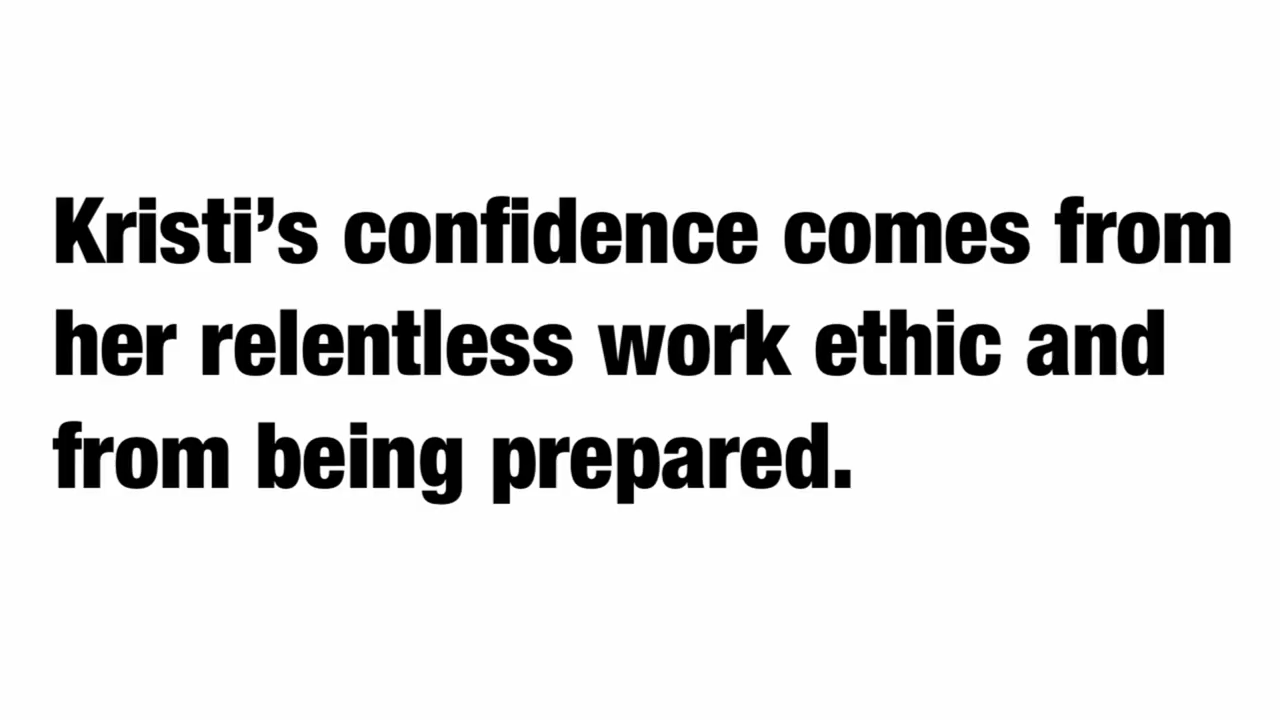 Kristi’s confidence comes from
her relentless work ethic and
from being prepared.